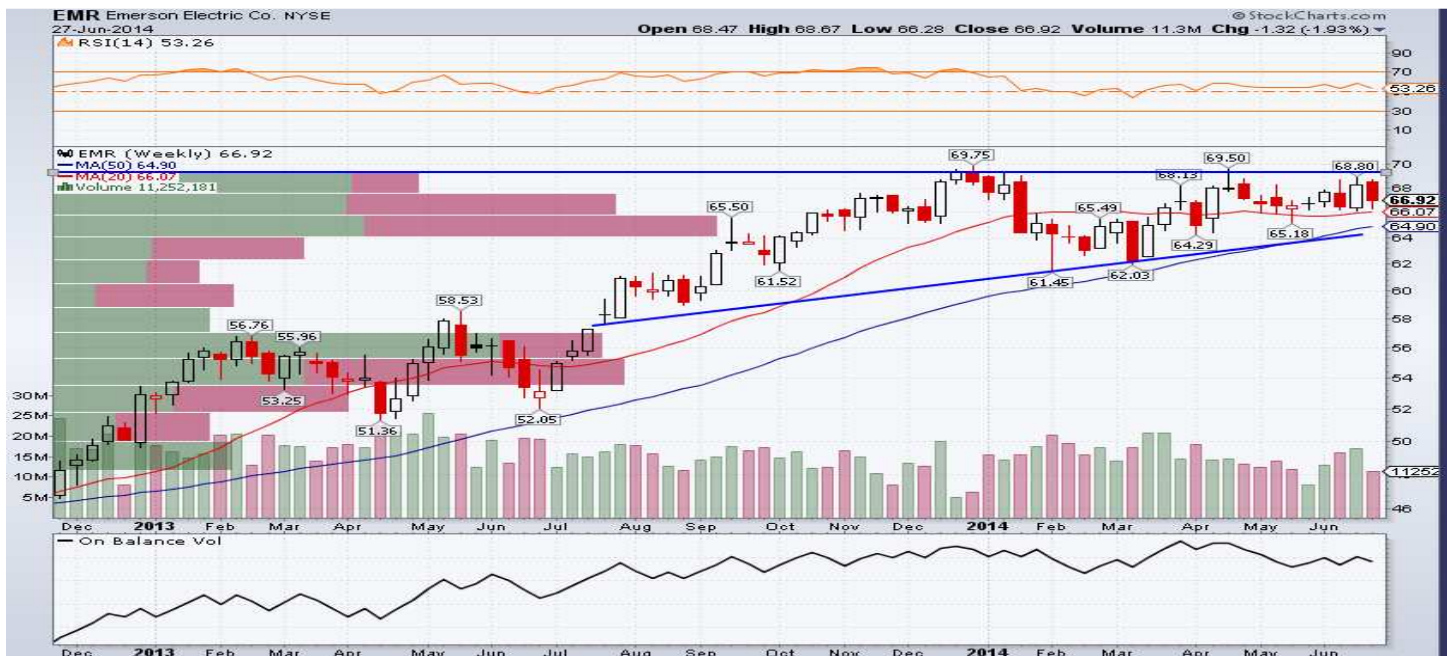 EMR Emerson Electric Co. NYSE © StockCharts.com
27-Jun-2014 Open 68.47 High 68.67 Low 66.28 Close 66.92 Volume 11.3M Chg -1.32 (-1.93%)
RSI(14) 53.26
90
70
53.26
30
10
EMR (Weekly) 66.92
MA(50) 64.90
MA(20) 66.07
Volume 11,252,181
69.75
69.50
68.80
68.13
65.50
65.49
65.18
64.29
62.03
61.52
61.45
58.53
56.76
55.96
53.25
52.05
51.36
70
68
66.92
66.07
64.90
64
62
60
58
56
54
52
50
11252
46
30M
25M
20M
15M
10M
5M
Dec 2013 Feb Mar Apr May Jun Jul Aug Sep Oct Nov Dec 2014 Feb Mar Apr May Jun
On Balance Vol
Dec 2013 Feb Mar Apr May Jun Jul Aug Sep Oct Nov Dec 2014 Feb Mar Apr May Jun